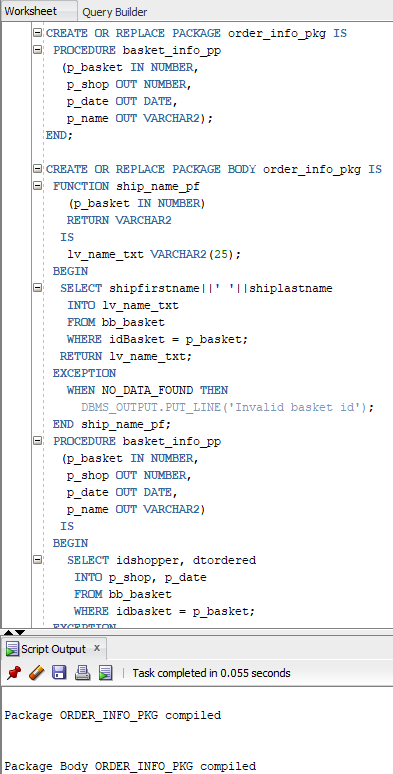 Worksheet Query Builder
CREATE OR REPLACE PACKAGE order_info_pkg IS
PROCEDURE basket_info_pp
(p_basket IN NUMBER,
p_shop OUT NUMBER,
p_date OUT DATE,
p_name OUT VARCHAR2);
END;
CREATE OR REPLACE PACKAGE BODY order_info_pkg IS
FUNCTION ship_name_pf
(p_basket IN NUMBER)
RETURN VARCHAR2
IS
lv_name_txt VARCHAR2(25);
BEGIN
SELECT shipfirstname||' '||shiplastname
INTO lv_name_txt
FROM bb_basket
WHERE idBasket = p_basket;
RETURN lv_name_txt;
EXCEPTION
WHEN NO_DATA_FOUND THEN
DBMS_OUTPUT.PUT_LINE('Invalid basket id');
END ship_name_pf;
PROCEDURE basket_info_pp
(p_basket IN NUMBER,
p_shop OUT NUMBER,
p_date OUT DATE,
p_name OUT VARCHAR2)
IS
BEGIN
SELECT idshopper, dtordered
INTO p_shop, p_date
FROM bb_basket
WHERE idbasket = p_basket;
EXCEPTION
Script Output x
Task completed in 0.055 seconds
Package ORDER_INFO_PKG compiled
Package Body ORDER_INFO_PKG compiled